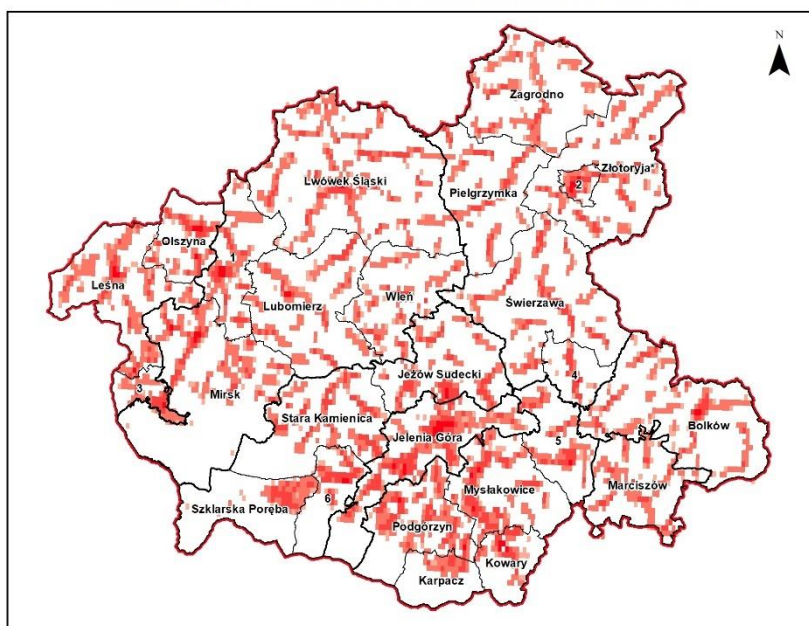 N
Zagrodno
Złotoryja*
2
Pielgrzymka
Lwówek Śląski
Olszyna
1
Leśna
Lubomierz
Wleń
Świerzawa
4
3
Mirsk
Jeżów Sudecki
Stara Kamienica
Jelenia Góra
5
Bolków
Marciszów
Mysłakowice
Szklarska Poręba
6
Podgórzyn
Kowary
Karpacz